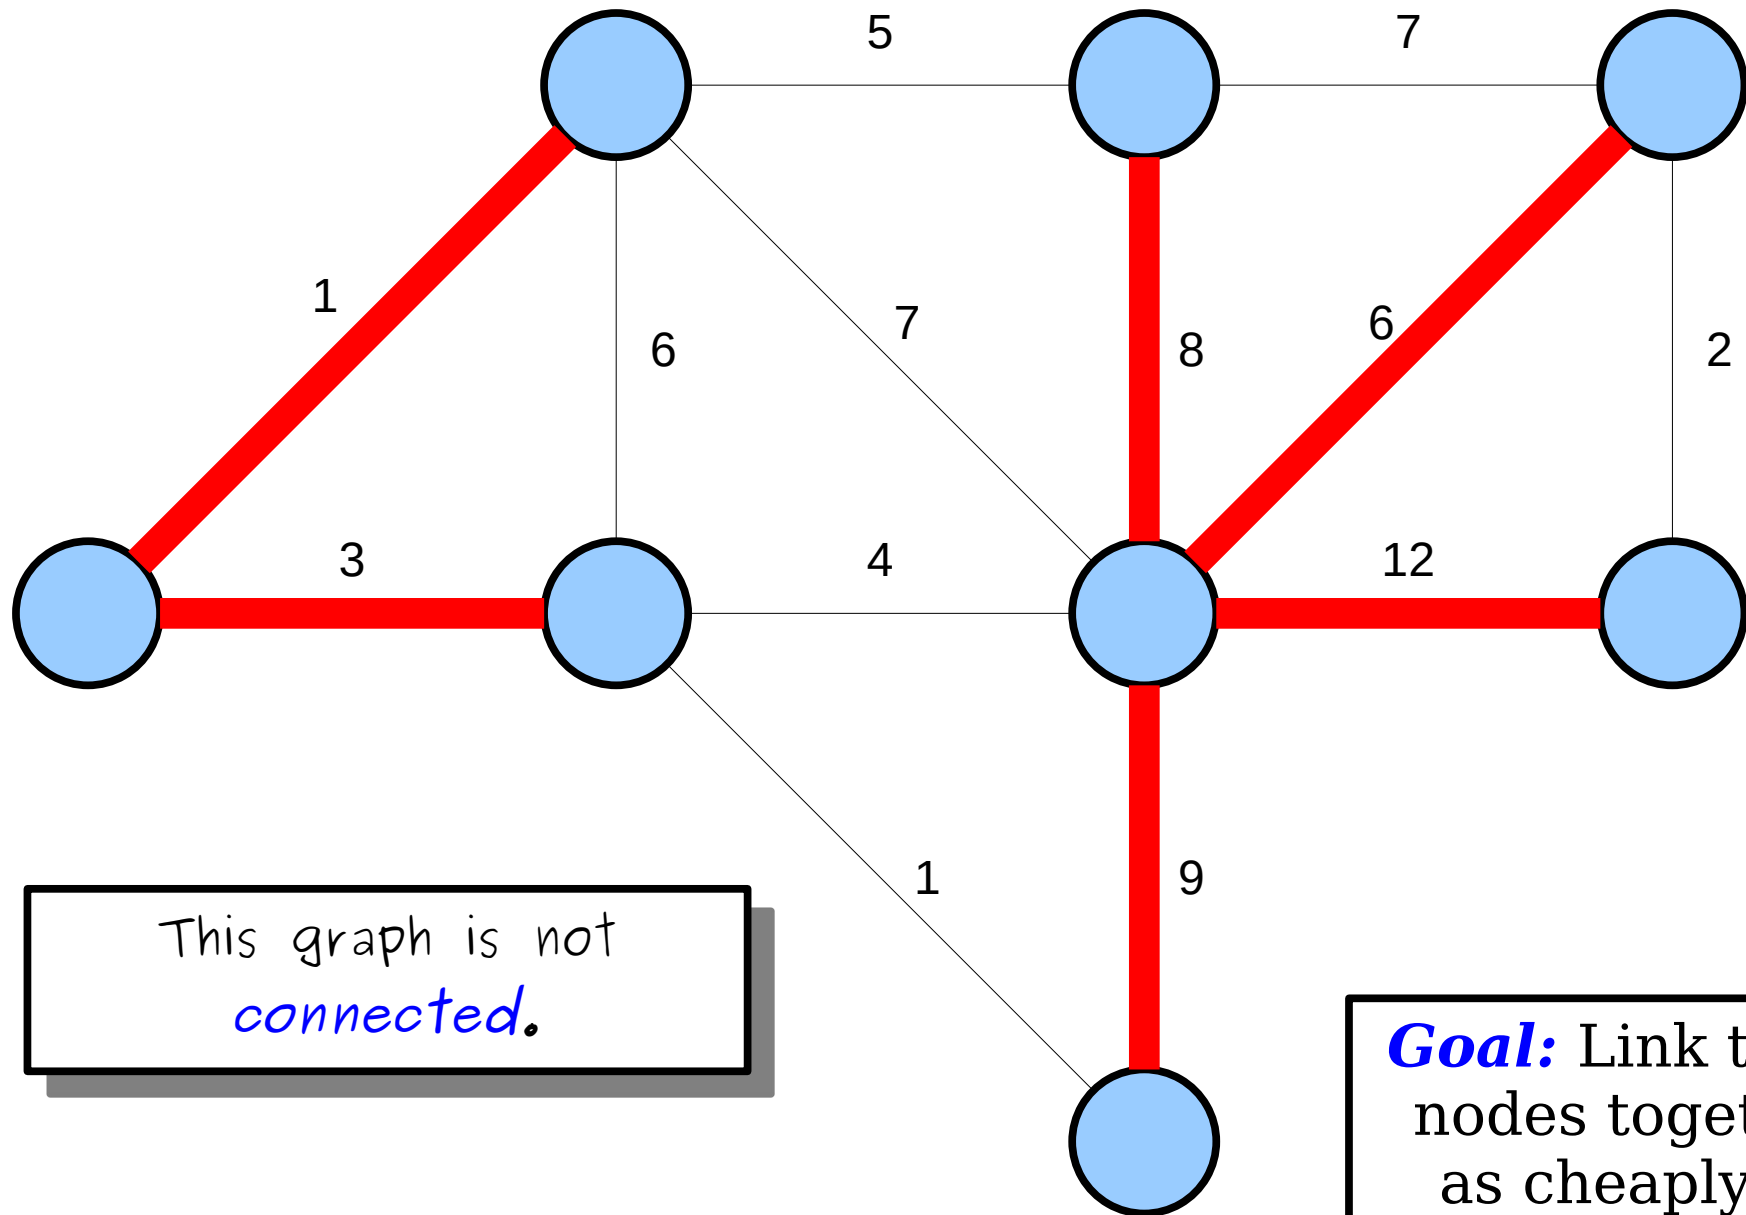 5
7
1
6
7
8
6
2
3
4
12
1
9
This graph is not
connected.
Goal: Link t
nodes toget
as cheaply